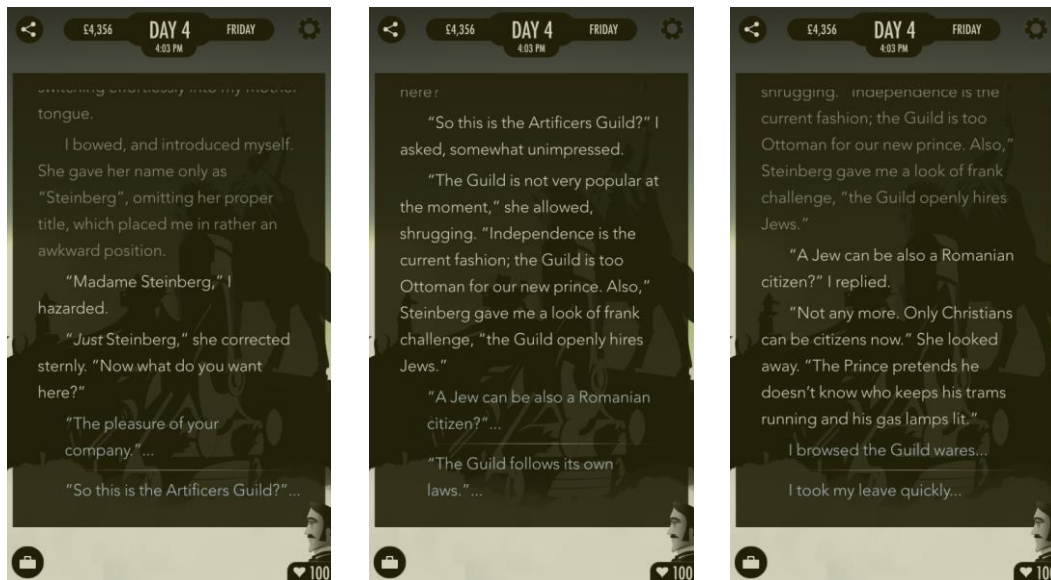 £4,356 DAY 4 FRIDAY
4:03 PM
switching effortlessly into my mother
tongue.
I bowed, and introduced myself.
She gave her name only as
“Steinberg”, omitting her proper
title, which placed me in rather an
awkward position.
“Madame Steinberg,” I
hazarded.
“Just Steinberg,” she corrected
sternly. “Now what do you want
here?”
“The pleasure of your
company.”...
“So this is the Artificers Guild?”...
100
£4,356 DAY 4 FRIDAY
4:03 PM
here?”
“So this is the Artificers Guild?” I
asked, somewhat unimpressed.
“The Guild is not very popular at
the moment,” she allowed,
shrugging. “Independence is the
current fashion; the Guild is too
Ottoman for our new prince. Also,”
Steinberg gave me a look of frank
challenge, “the Guild openly hires
Jews.”
“A Jew can be also a Romanian
citizen?”...
“The Guild follows its own
laws.”...
100
£4,356 DAY 4 FRIDAY
4:03 PM
shrugging. “Independence is the
current fashion; the Guild is too
Ottoman for our new prince. Also,”
Steinberg gave me a look of frank
challenge, “the Guild openly hires
Jews.”
“A Jew can be also a Romanian
citizen?” I replied.
“Not any more. Only Christians
can be citizens now.” She looked
away. “The Prince pretends he
doesn’t know who keeps his trams
running and his gas lamps lit.”
I browsed the Guild wares...
I took my leave quickly...